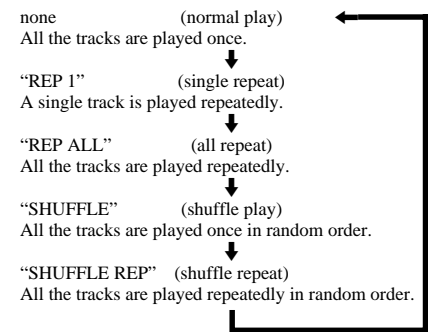 none (normal play)
All the tracks are played once.
“REP 1” (single repeat)
A single track is played repeatedly.
“REP ALL” (all repeat)
All the tracks are played repeatedly.
“SHUFFLE” (shuffle play)
All the tracks are played once in random order.
“SHUFFLE REP” (shuffle repeat)
All the tracks are played repeatedly in random order.